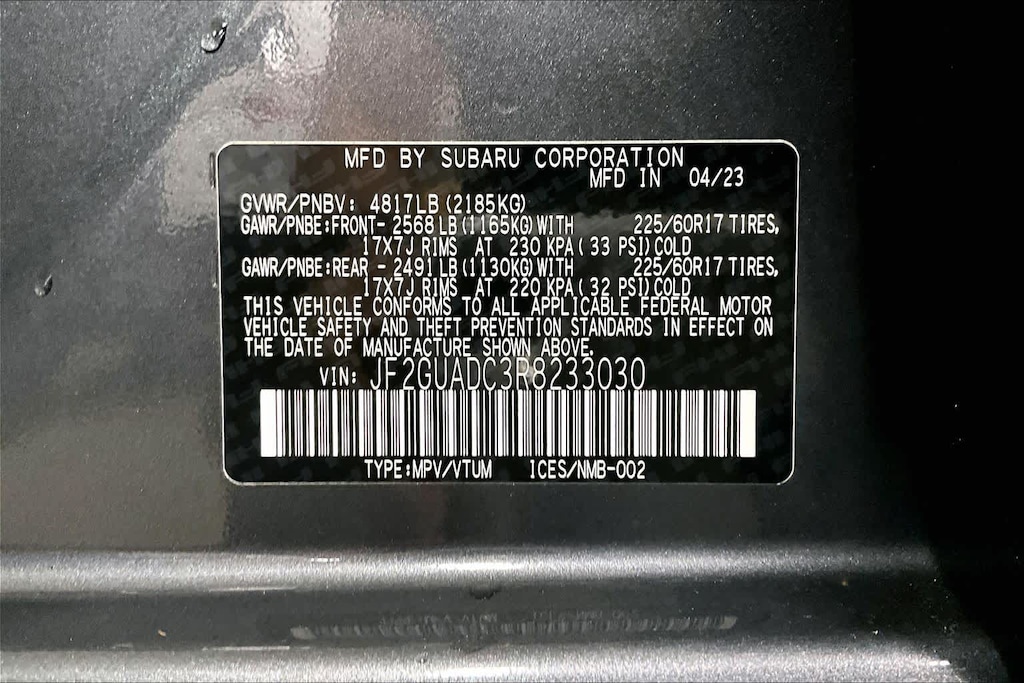 MFD BY SUBARU CORPORATION
MFD IN 04/23
GVWR/PNBV: 4817LB (2185KG)
GAWR/PNBE:FRONT- 2568 LB (1165KG) WITH 225/60R17 TIRES,
17X7J RIMS AT 230 KPA ( 33 PSI) COLD
GAWR/PNBE:REAR - 2491 LB (1130KG) WITH 225/60R17 TIRES,
17X7J RIMS AT 220 KPA ( 32 PSI) COLD
THIS VEHICLE CONFORMS TO ALL APPLICABLE FEDERAL MOTOR
VEHICLE SAFETY AND THEFT PREVENTION STANDARDS IN EFFECT ON
THE DATE OF MANUFACTURE SHOWN ABOVE.
VIN: JF2GUADC3R8233030
TYPE:MPV/VTUM ICES/NMB-002